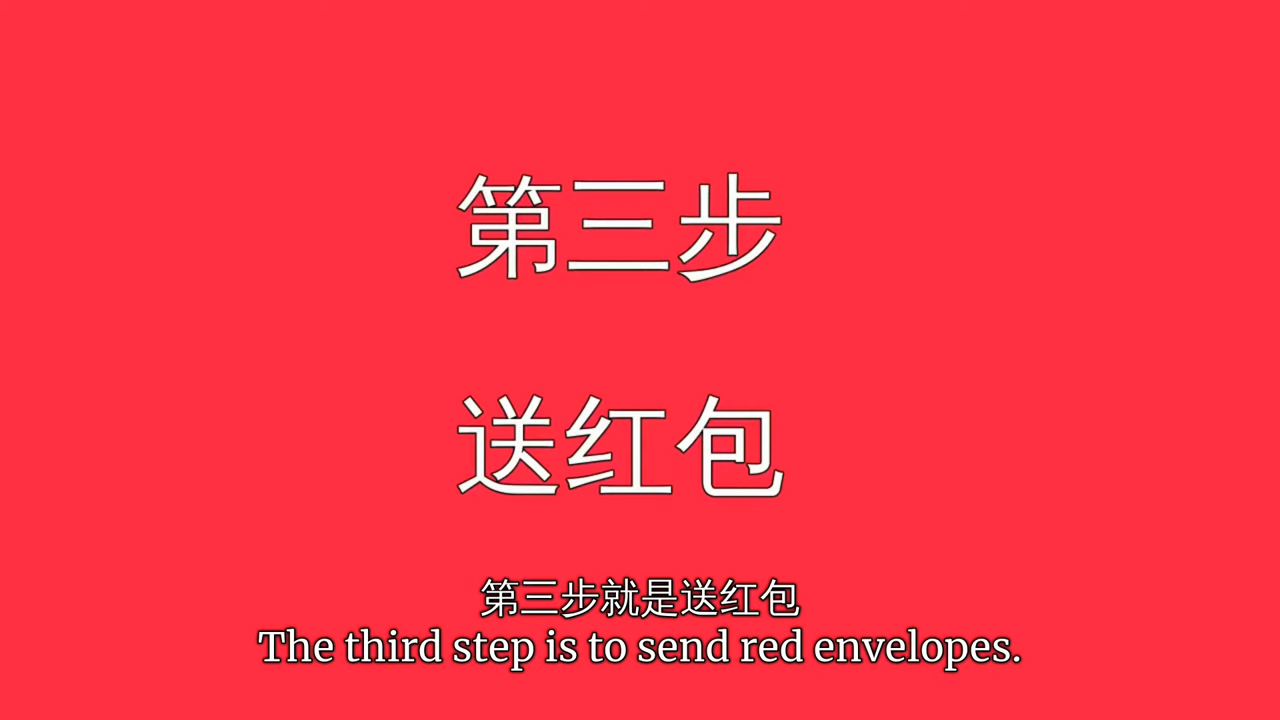 第三步
送红包
第三步就是送红包
The third step is to send red envelopes.